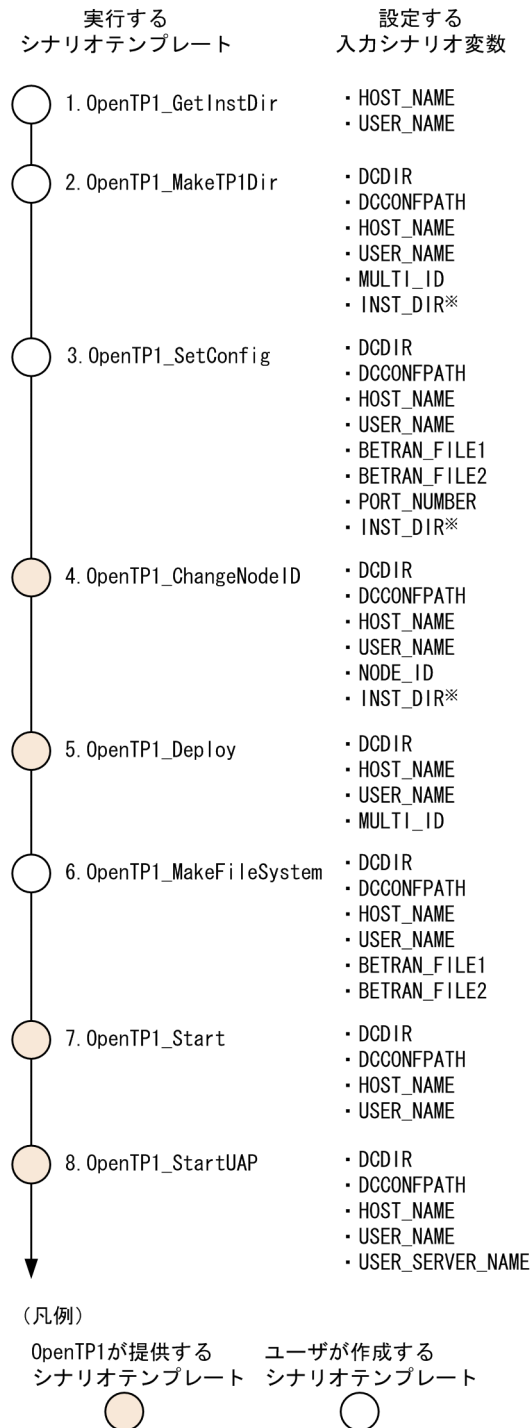 実行する
シナリオテンプレート
設定する
入力シナリオ変数
1. OpenTP1_GetInstDir
・HOST_NAME
・USER_NAME
2. OpenTP1_MakeTP1Dir
・DCDIR
・DCCONFPATH
・HOST_NAME
・USER_NAME
・MULTI_ID
・INST_DIR※
3. OpenTP1_SetConfig
・DCDIR
・DCCONFPATH
・HOST_NAME
・USER_NAME
・BETRAN_FILE1
・BETRAN_FILE2
・PORT_NUMBER
・INST_DIR※
4. OpenTP1_ChangeNodeID
・DCDIR
・DCCONFPATH
・HOST_NAME
・USER_NAME
・NODE_ID
・INST_DIR※
5. OpenTP1_Deploy
・DCDIR
・HOST_NAME
・USER_NAME
・MULTI_ID
6. OpenTP1_MakeFileSystem
・DCDIR
・DCCONFPATH
・HOST_NAME
・USER_NAME
・BETRAN_FILE1
・BETRAN_FILE2
7. OpenTP1_Start
・DCDIR
・DCCONFPATH
・HOST_NAME
・USER_NAME
8. OpenTP1_StartUAP
・DCDIR
・DCCONFPATH
・HOST_NAME
・USER_NAME
・USER_SERVER_NAME
（凡例）
OpenTP1が提供する
シナリオテンプレート
ユーザが作成する
シナリオテンプレート